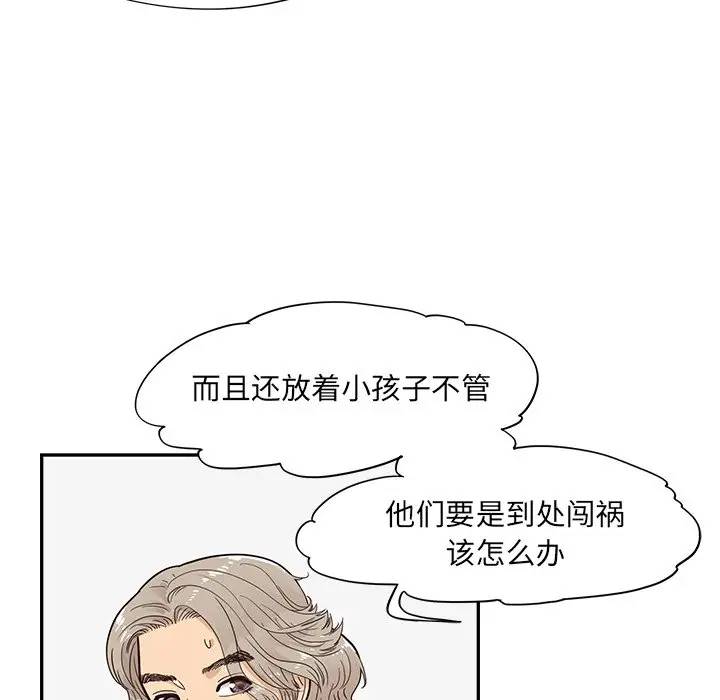 而且还放着小孩子不管
他们要是到处闯祸
该怎么办